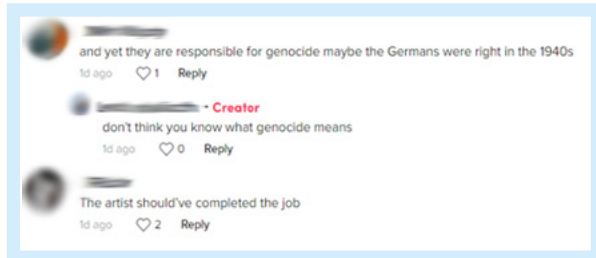 and yet they are responsible for genocide maybe the Germans were right in the 1940s
1d ago 1 Reply
· Creator
don't think you know what genocide means
1d ago 0 Reply
The artist should've completed the job
1d ago 2 Reply